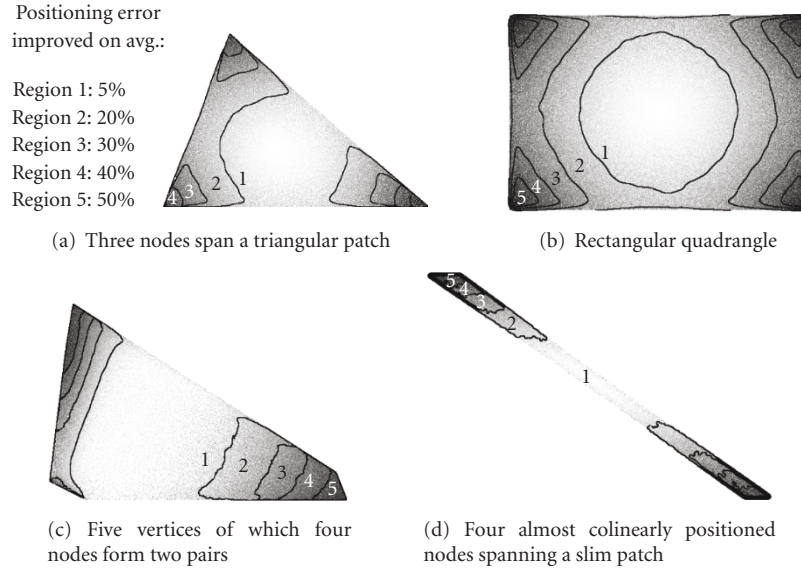 Positioning error
improved on avg.:
Region 1: 5%
Region 2: 20%
Region 3: 30%
Region 4: 40%
Region 5: 50%
4 3 2 1
(a) Three nodes span a triangular patch
5 4 3 2 1
(b) Rectangular quadrangle
1 2 3 4 5
(c) Five vertices of which four
nodes form two pairs
5 4 3 2 1
(d) Four almost colinearly positioned
nodes spanning a slim patch